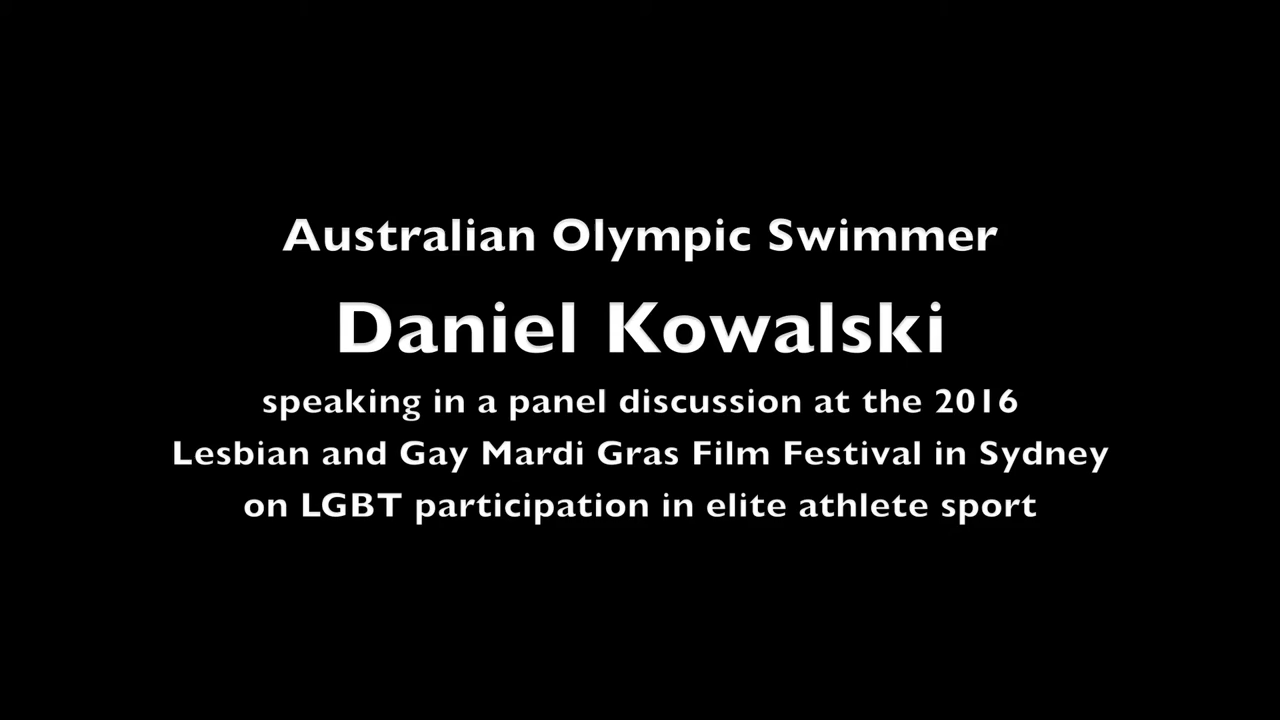 Australian Olympic Swimmer
Daniel Kowalski
speaking in a panel discussion at the 2016
Lesbian and Gay Mardi Gras Film Festival in Sydney
on LGBT participation in elite athlete sport